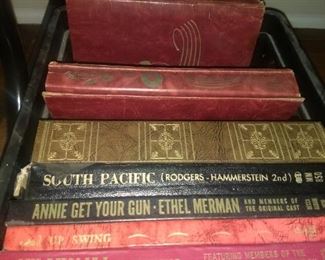 SOUTH PACIFIC (RODGERS-HAMMERSTEIN 2nd)
ANNIE GET YOUR GUN · ETHEL MERMAN AND MEMBERS OF THE ORIGINAL CAST
UP SWING
FEATURING MEMBERS OF THE